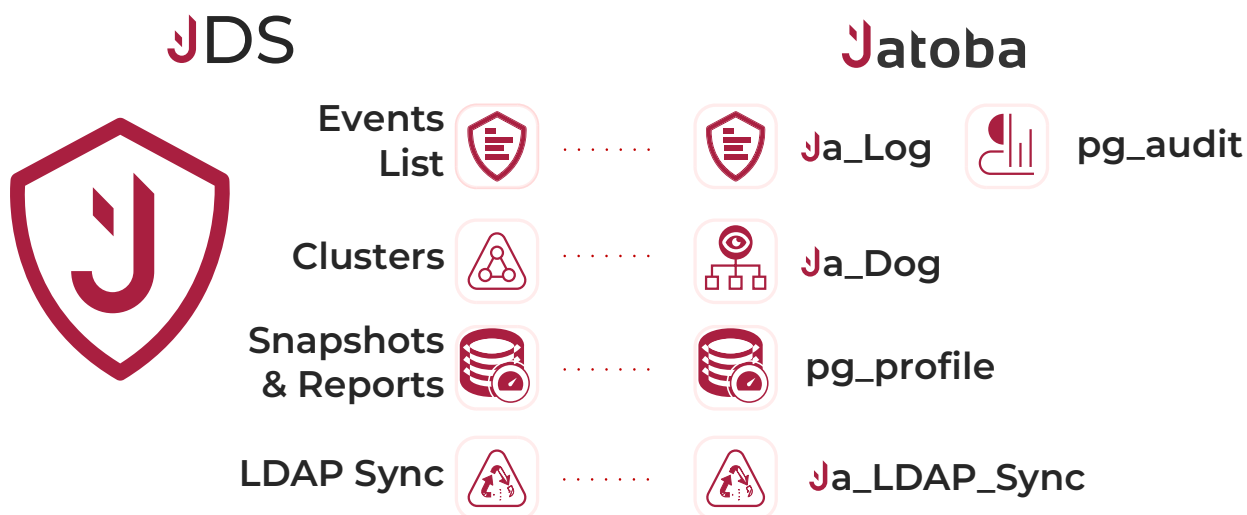 JDS
Jatoba
Events
List
Ja_Log
pg_audit
Clusters
Ja_Dog
Snapshots
& Reports
pg_profile
LDAP Sync
Ja_LDAP_Sync